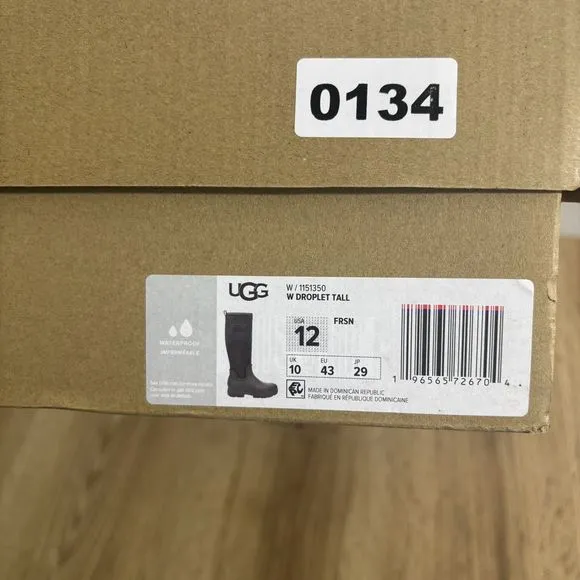 0134
UGG
W / 1151350
W DROPLET TALL
USA
12
FRSN
UK
10
EU
43
JP
29
WATERPROOF
IMPERMÉABLE
MADE IN DOMINICAN REPUBLIC
FABRIQUÉ EN RÉPUBLIQUE DOMINICAINE
1 96565 72670 4